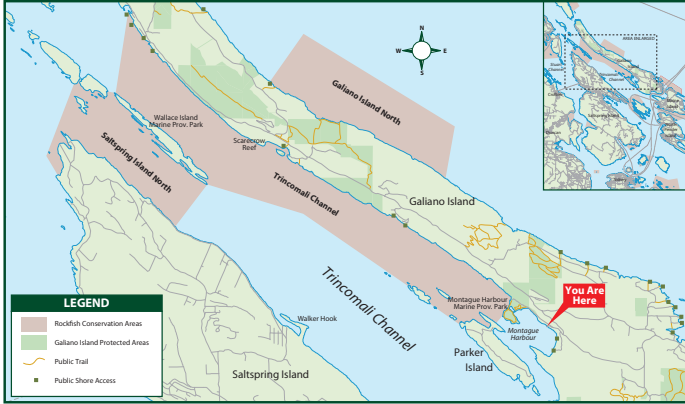 N
W
E
S
AREA ENLARGED
Galiano Island North
Wallace Island
Marine Prov. Park
Scarecrow
Reef
Saltspring Island North
Trincomali Channel
Galiano Island
Trincomali Channel
You Are
Here
Montague Harbour
Marine Prov. Park
Montague
Harbour
Walker Hook
Parker
Island
Saltspring Island
LEGEND
Rockfish Conservation Areas
Galiano Island Protected Areas
Public Trail
Public Shore Access